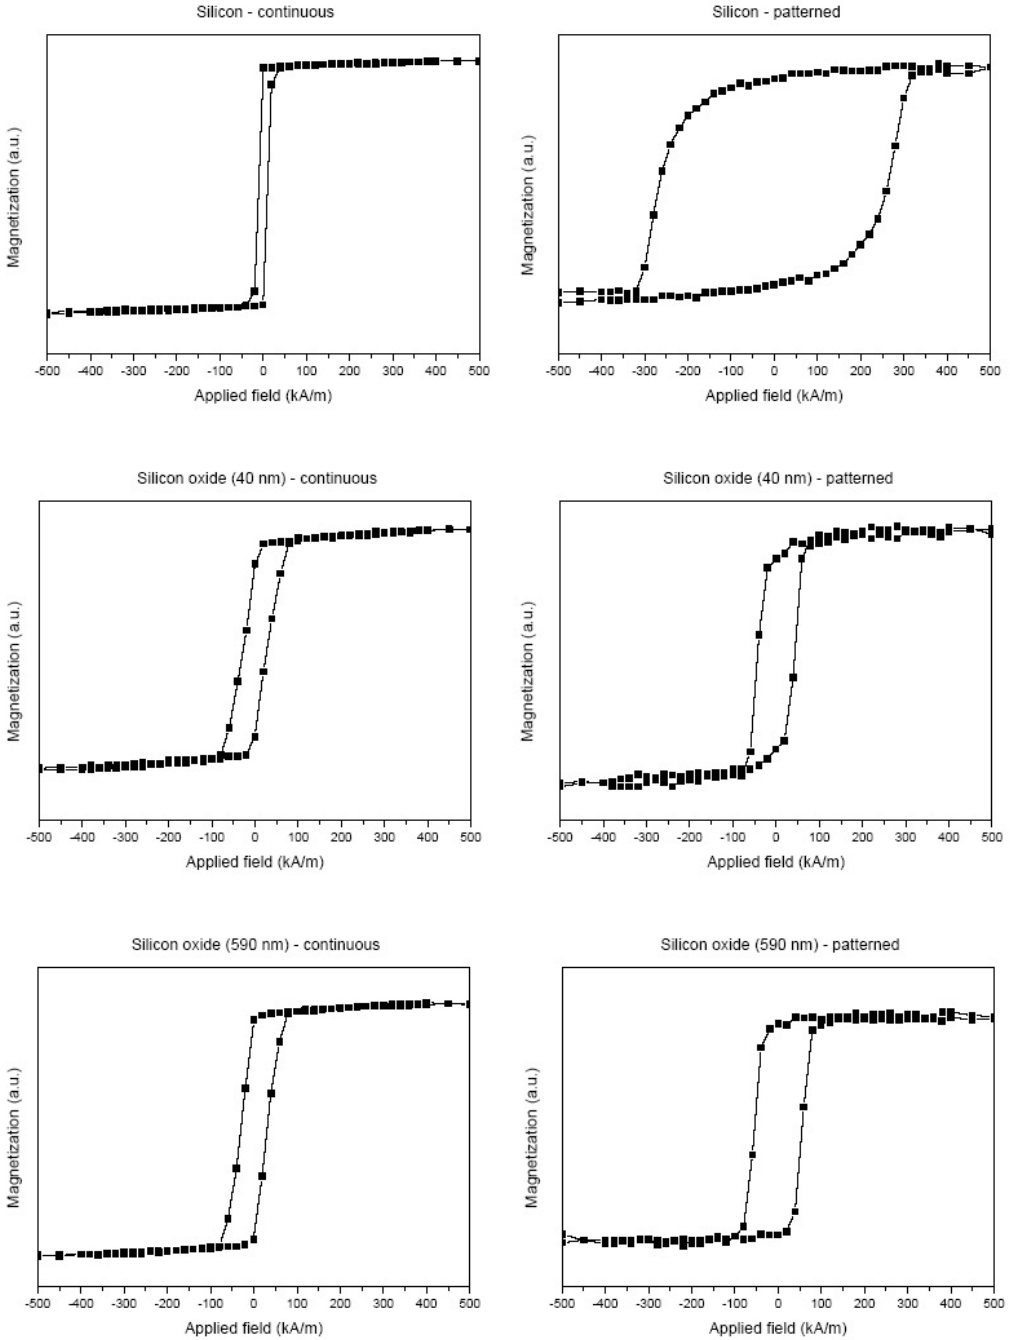 Silicon - continuous
Magnetization (a.u.)
-500 -400 -300 -200 -100 0 100 200 300 400 500
Applied field (kA/m)
Silicon - patterned
Magnetization (a.u.)
-500 -400 -300 -200 -100 0 100 200 300 400 500
Applied field (kA/m)
Silicon oxide (40 nm) - continuous
Magnetization (a.u.)
-500 -400 -300 -200 -100 0 100 200 300 400 500
Applied field (kA/m)
Silicon oxide (40 nm) - patterned
Magnetization (a.u.)
-500 -400 -300 -200 -100 0 100 200 300 400 500
Applied field (kA/m)
Silicon oxide (590 nm) - continuous
Magnetization (a.u.)
-500 -400 -300 -200 -100 0 100 200 300 400 500
Applied field (kA/m)
Silicon oxide (590 nm) - patterned
Magnetization (a.u.)
-500 -400 -300 -200 -100 0 100 200 300 400 500
Applied field (kA/m)